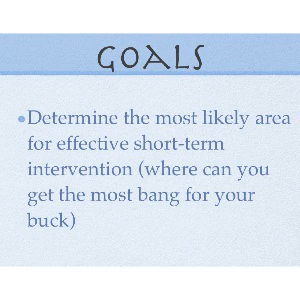 GOALS
•Determine the most likely area
for effective short-term
intervention (where can you
get the most bang for your
buck)